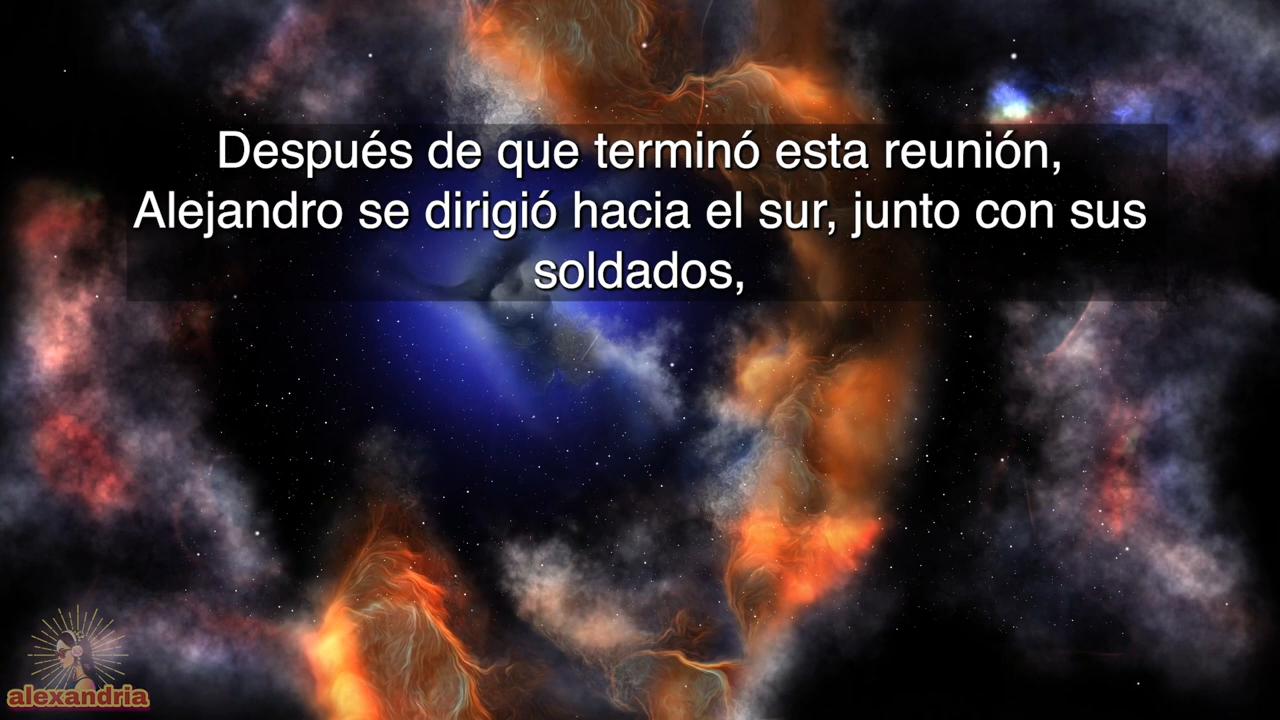 Después de que terminó esta reunión,
Alejandro se dirigió hacia el sur, junto con sus
soldados,
alexandria